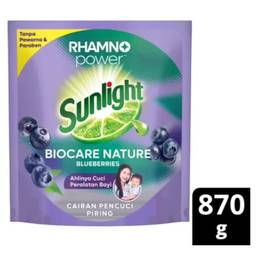 Tanpa
Pewarna &
Paraben
RHAMNO
power
Sunlight
BIOCARE NATURE
BLUEBERRIES
Ahlinya Cuci
Peralatan Bayi
CAIRAN PENCUCI
PIRING
870
g